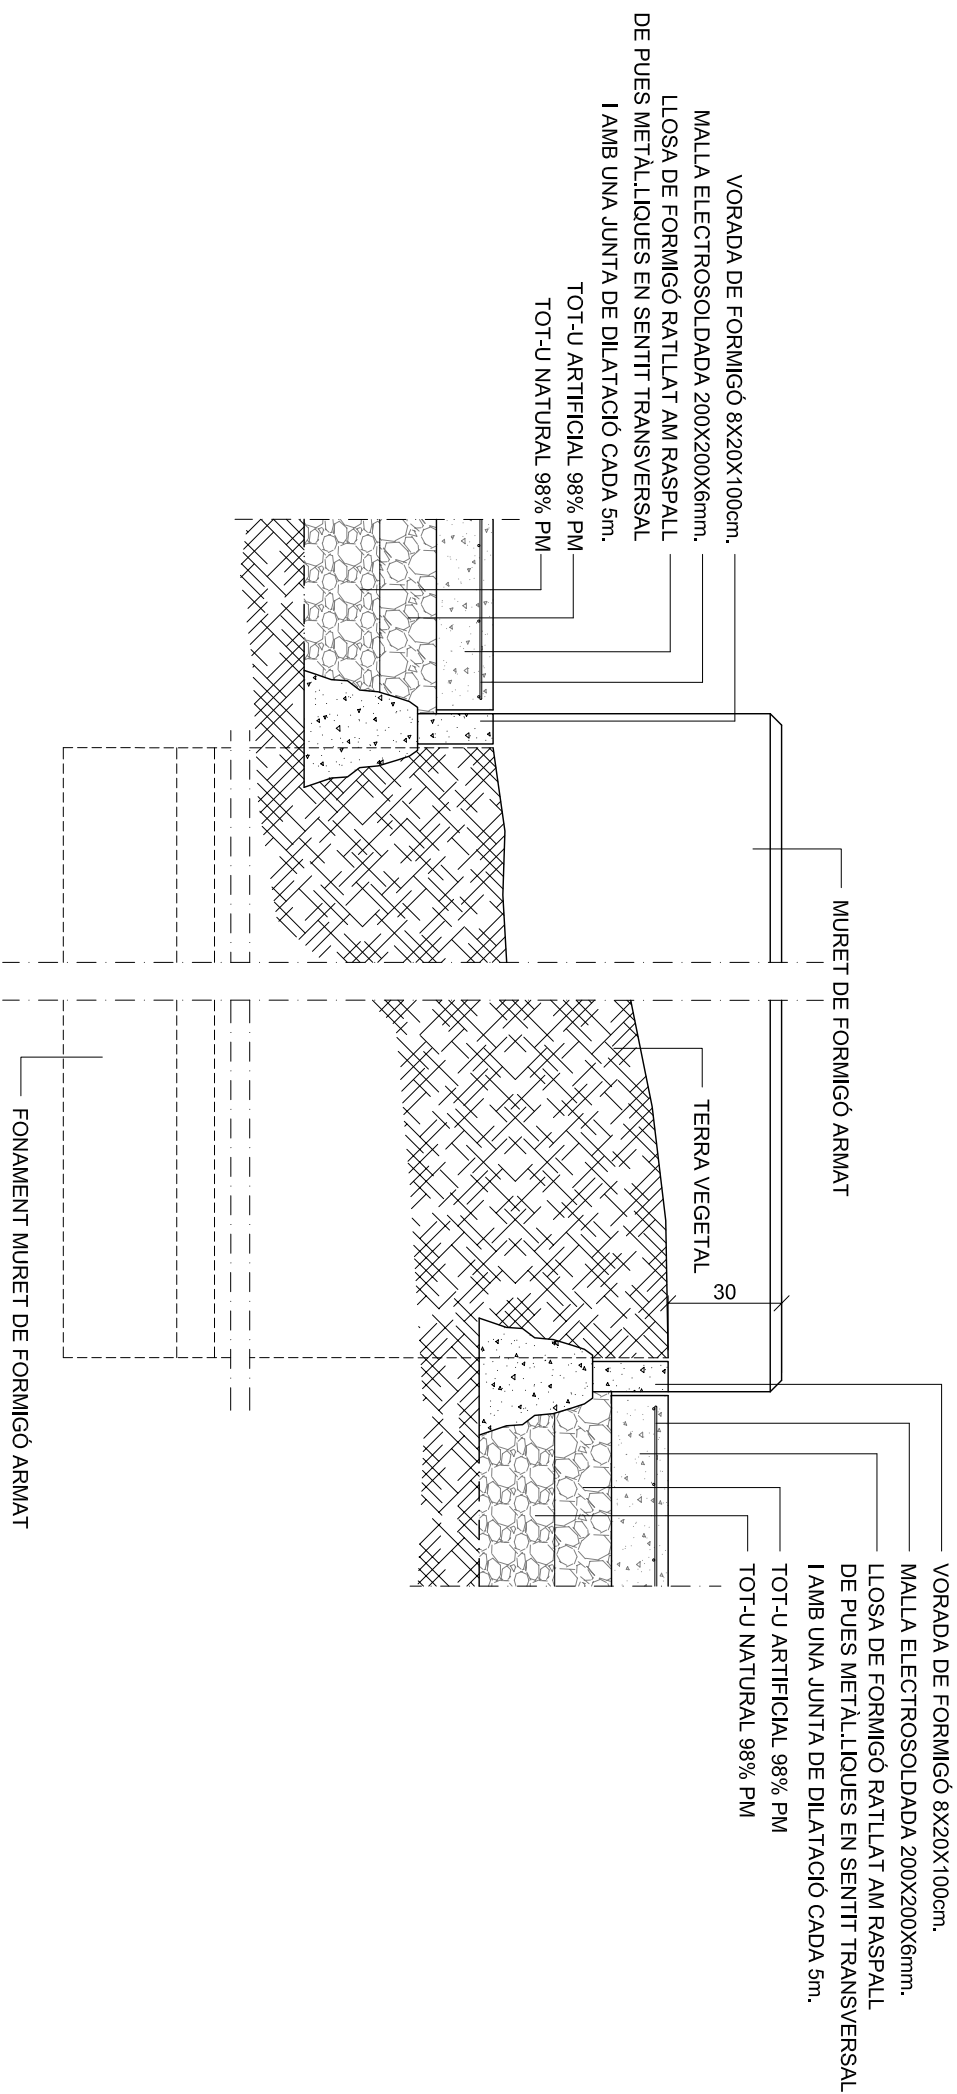 VORADA DE FORMIGÓ 8X20X100cm.
MALLA ELECTROSOLDADA 200X200X6mm.
LLOSA DE FORMIGÓ RATLLAT AM RASPALL
DE PUES METÀL.LIQUES EN SENTIT TRANSVERSAL
I AMB UNA JUNTA DE DILATACIÓ CADA 5m.
TOT-U ARTIFICIAL 98% PM
TOT-U NATURAL 98% PM
MURET DE FORMIGÓ ARMAT
TERRA VEGETAL
30
FONAMENT MURET DE FORMIGÓ ARMAT
VORADA DE FORMIGÓ 8X20X100cm.
MALLA ELECTROSOLDADA 200X200X6mm.
LLOSA DE FORMIGÓ RATLLAT AM RASPALL
DE PUES METÀL.LIQUES EN SENTIT TRANSVERSAL
I AMB UNA JUNTA DE DILATACIÓ CADA 5m.
TOT-U ARTIFICIAL 98% PM
TOT-U NATURAL 98% PM